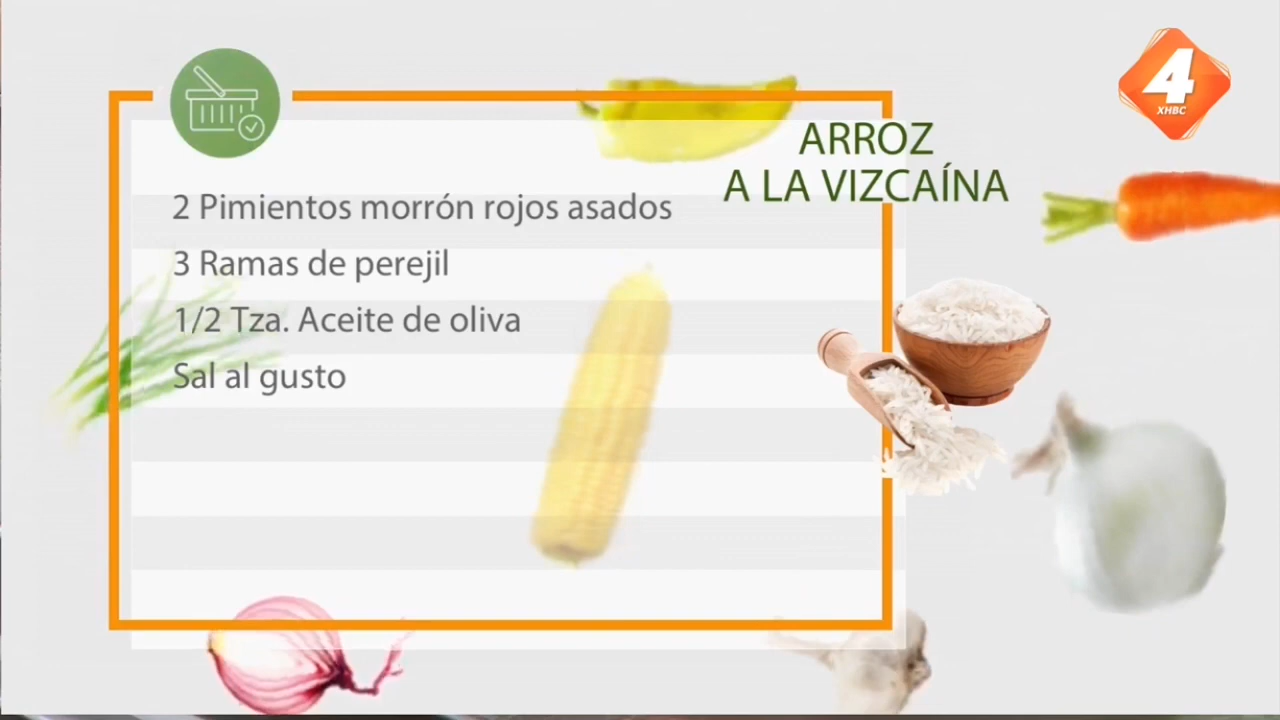 4
XHBC
ARROZ
A LA VIZCAÍNA
2 Pimientos morrón rojos asados
3 Ramas de perejil
1/2 Tza. Aceite de oliva
Sal al gusto